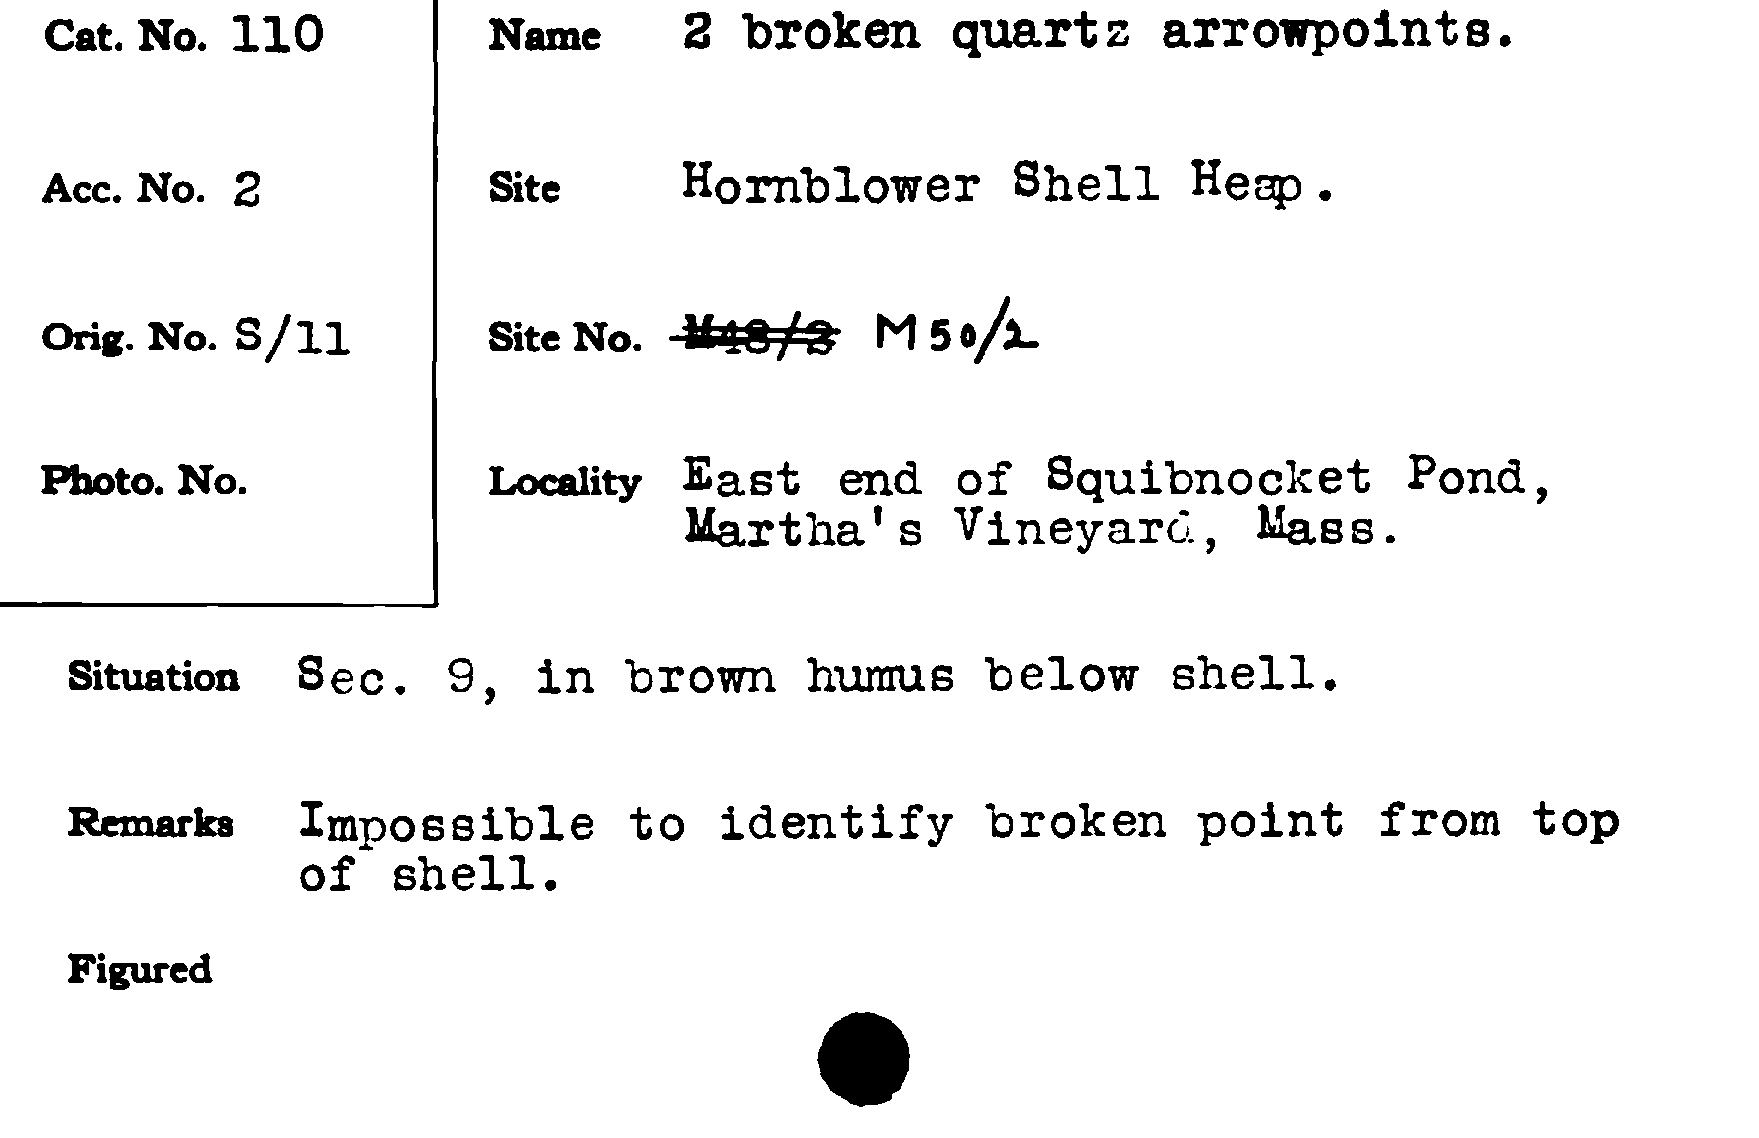 Cat. No. 110
Name 2 broken quartz arrowpoints.
Acc. No. 2
Site Hornblower Shell Heap.
Orig. No. S/11
Site No. M48/2 M50/2
Photo. No.
Locality East end of Squibnocket Pond,
Martha's Vineyard, Mass.
Situation Sec. 9, in brown humus below shell.
Remarks Impossible to identify broken point from top
of shell.
Figured